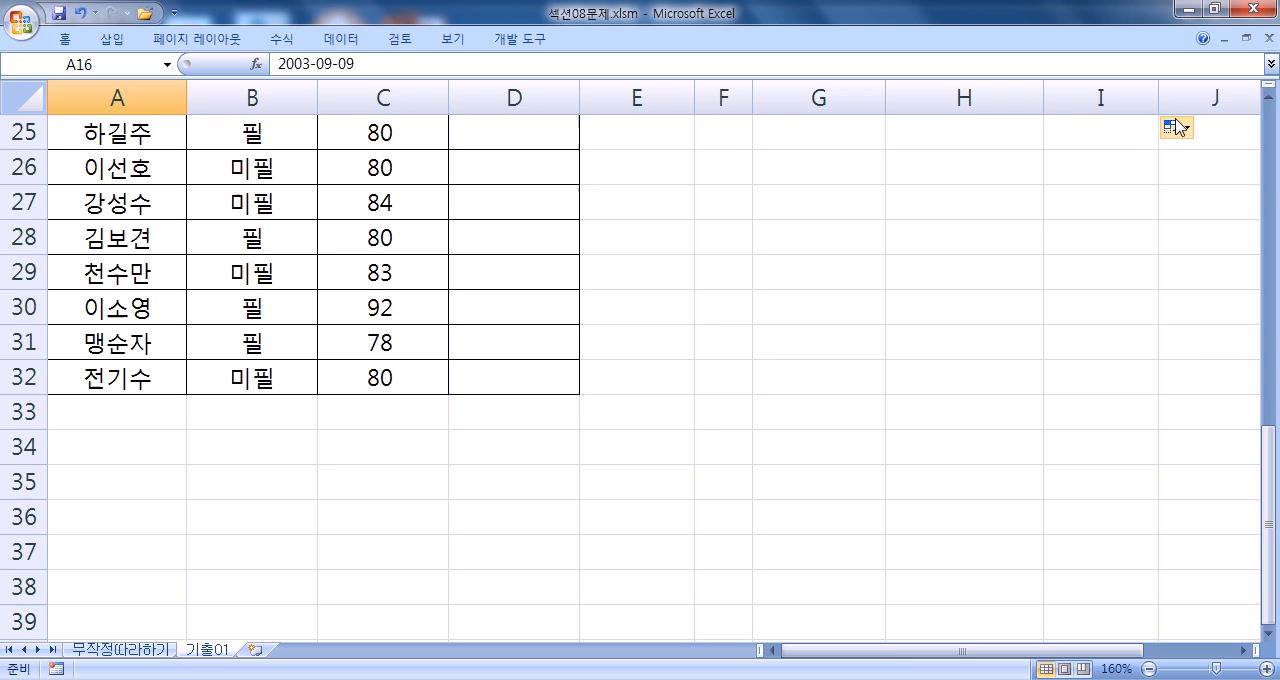 섹션08문제.xlsm - Microsoft Excel
홈 삽입 페이지 레이아웃 수식 데이터 검토 보기 개발 도구
A16 fx 2003-09-09
A B C D E F G H I J
25 하길주 필 80
26 이선호 미필 80
27 강성수 미필 84
28 김보견 필 80
29 천수만 미필 83
30 이소영 필 92
31 맹순자 필 78
32 전기수 미필 80
33
34
35
36
37
38
39
무작정따라하기 기출01
준비 160%